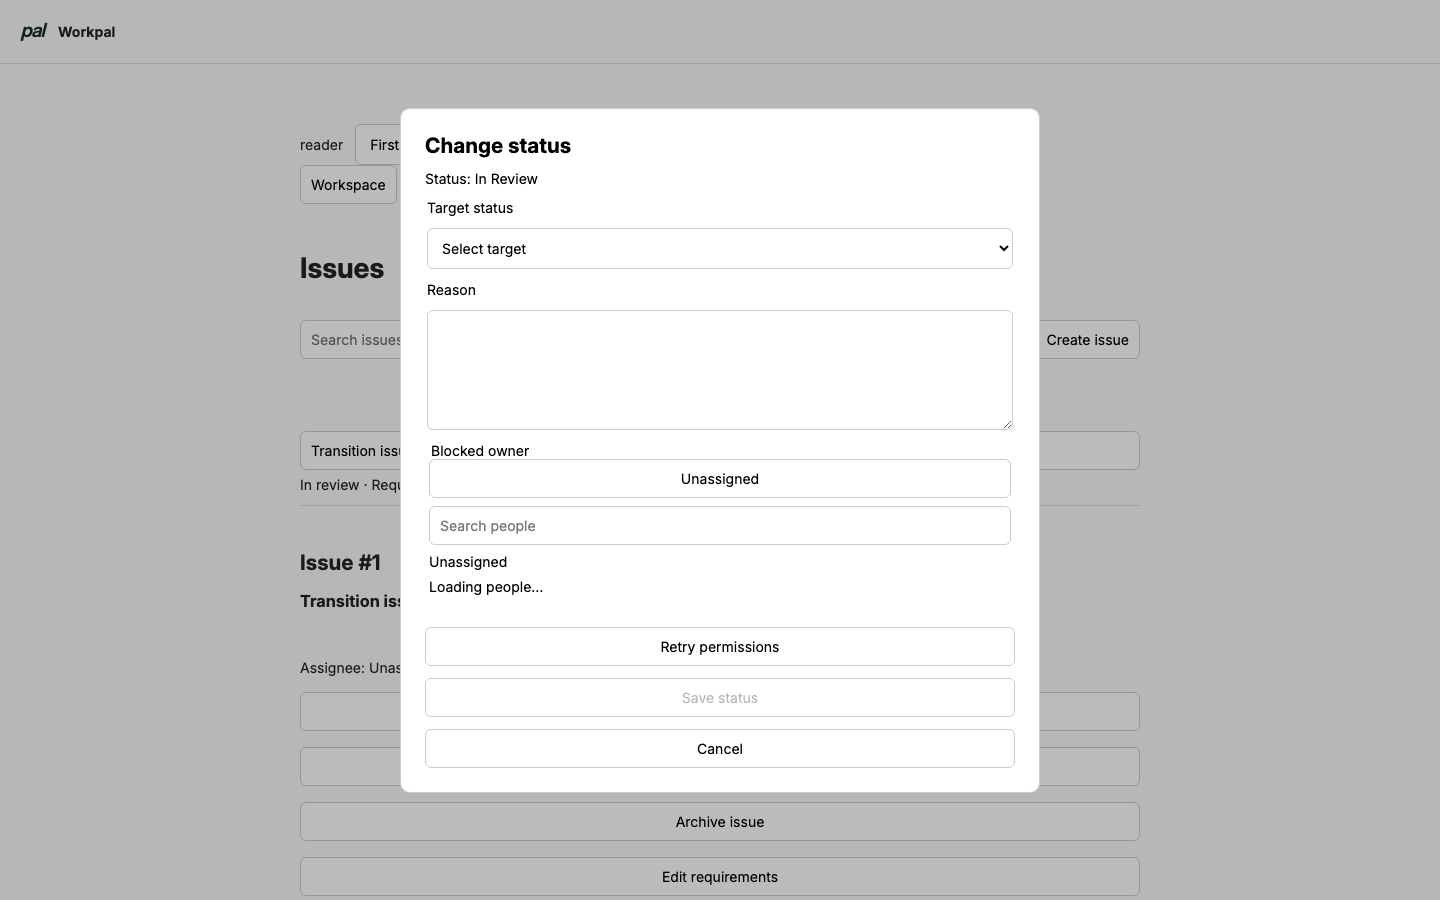 pal Workpal
reader First
Workspace
Issues
Search issues
Create issue
Transition issu
In review · Requ
Issue #1
Transition iss
Assignee: Unas
Archive issue
Edit requirements
Change status
Status: In Review
Target status
Select target
Reason
Blocked owner
Unassigned
Search people
Unassigned
Loading people...
Retry permissions
Save status
Cancel